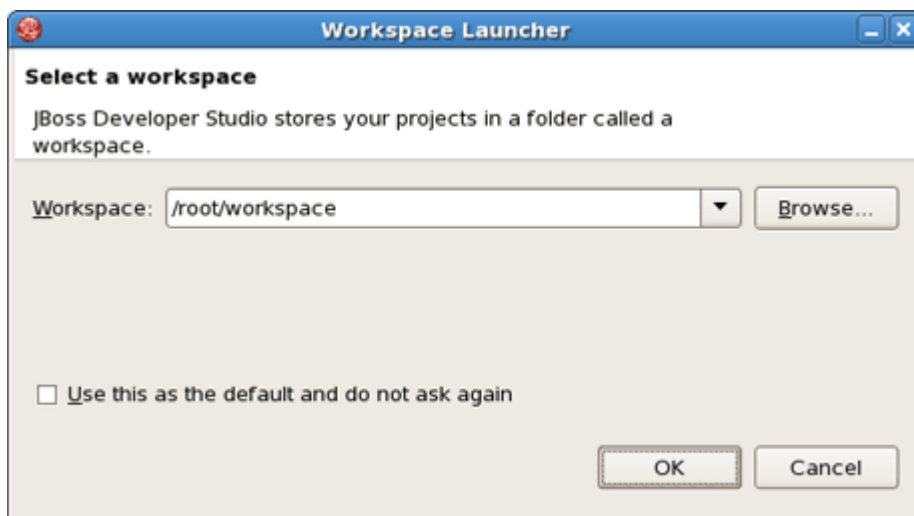 Workspace Launcher
Select a workspace
JBoss Developer Studio stores your projects in a folder called a
workspace.
Workspace: /root/workspace Browse...
Use this as the default and do not ask again
OK Cancel